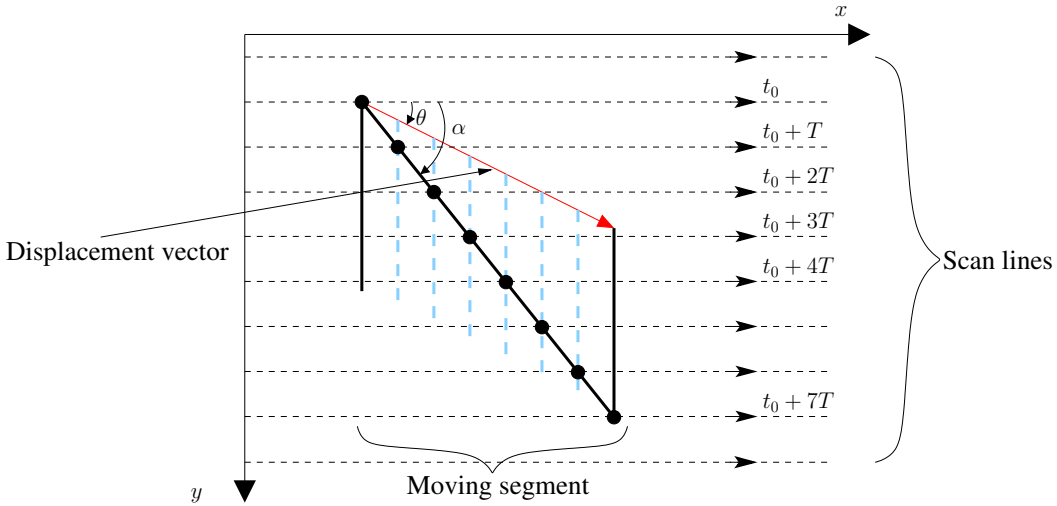 x
t₀
θ
α
t₀ + T
t₀ + 2T
t₀ + 3T
Displacement vector
t₀ + 4T
Scan lines
t₀ + 7T
Moving segment
y